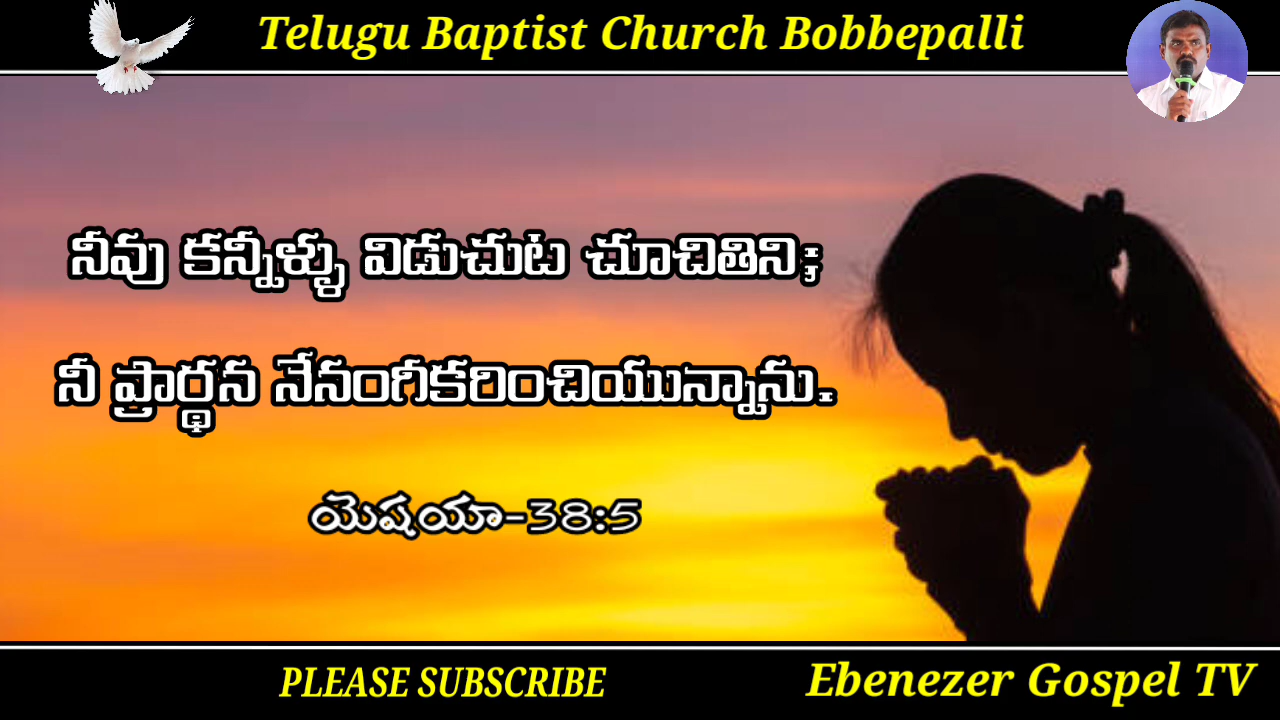 Telugu Baptist Church Bobbepalli
నీవు కన్నీళ్ళు విడుచుట చూచితిని;
నీ ప్రార్థన నేనంగీకరించియున్నాను.
యెషయా-38:5
PLEASE SUBSCRIBE
Ebenezer Gospel TV